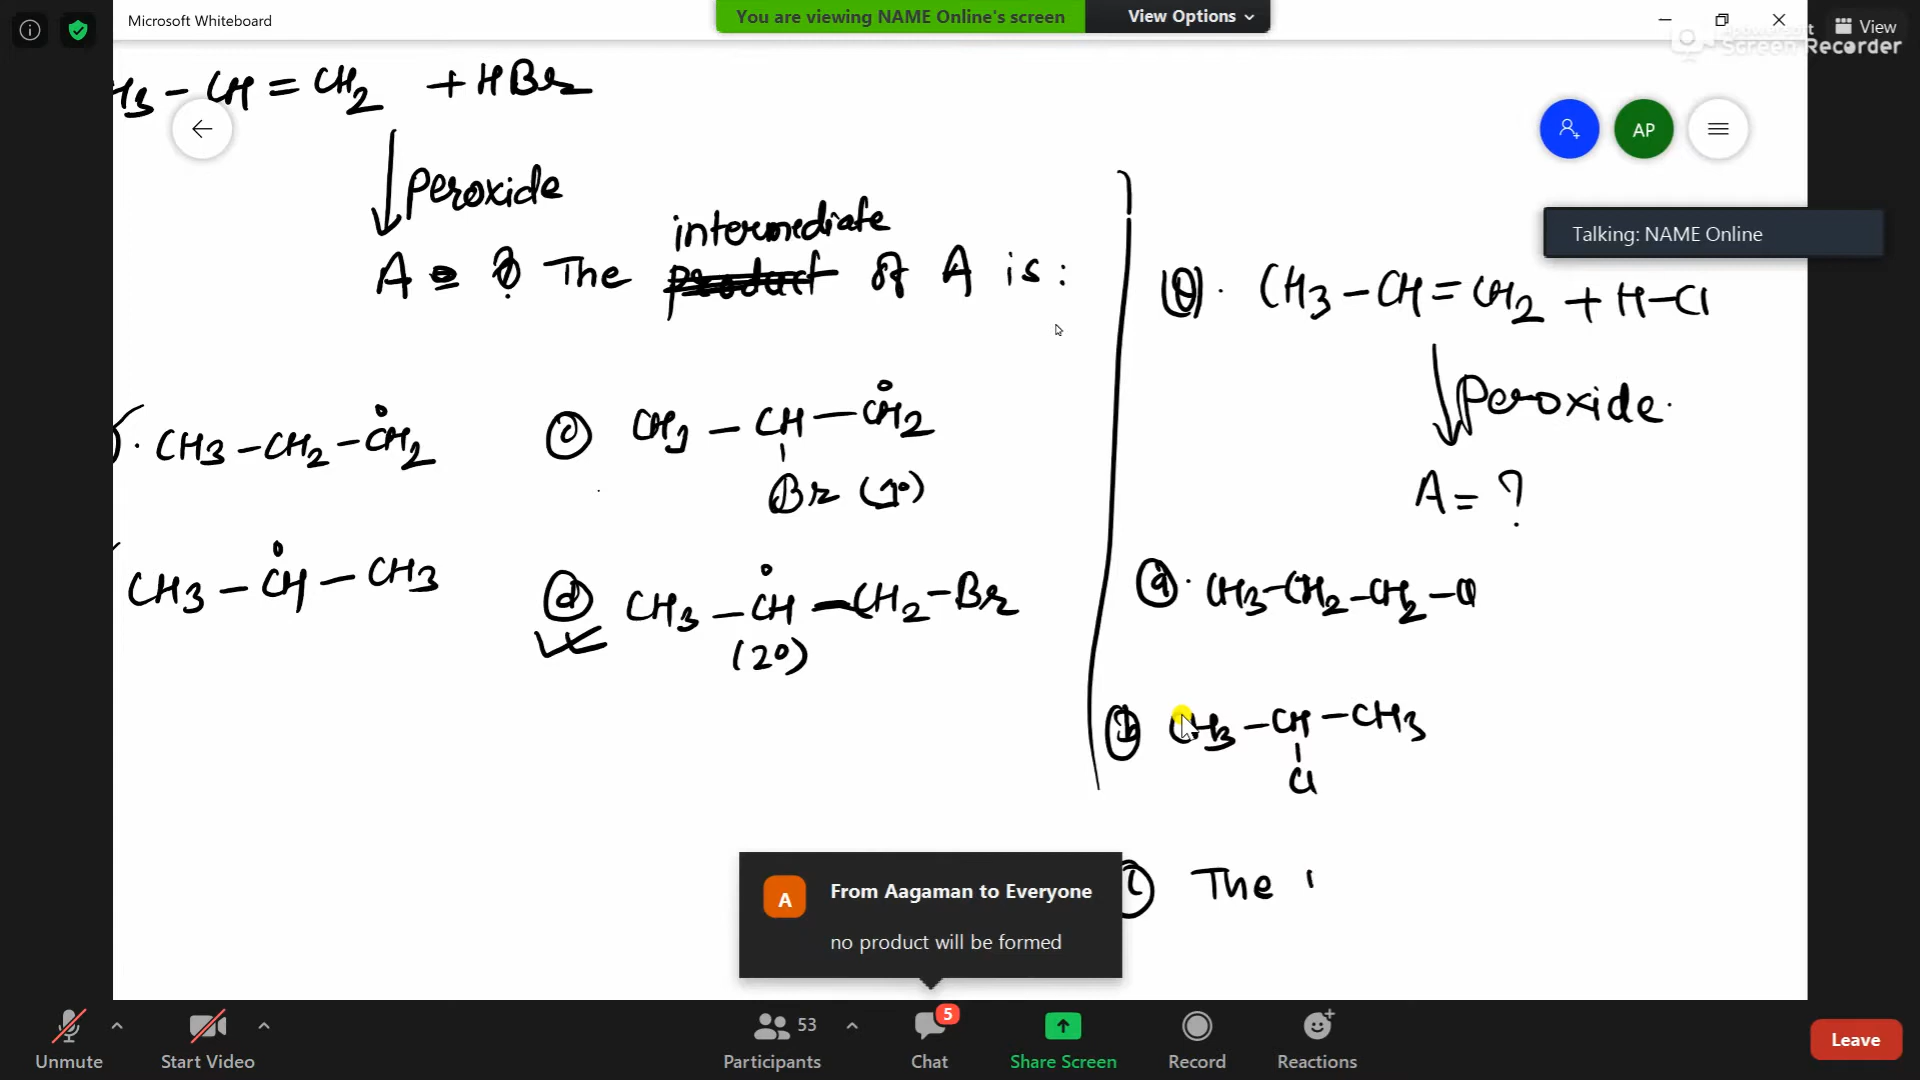 Microsoft Whiteboard
You are viewing NAME Online's screen
View Options
View
Apowersoft
Screen Recorder
H3 - CH = CH2 + HBr
Peroxide
intermediate
A = ? The product of A is :
CH3 - CH2 - CH2
CH3 - CH - CH3
c CH3 - CH - CH2
Br (1°)
d CH3 - CH - CH2 - Br
(2°)
AP
Talking: NAME Online
Q. CH3 - CH = CH2 + H-Cl
Peroxide.
A = ?
a. CH3-CH2-CH2-Cl
b CH3 - CH - CH3
Cl
c The
A
From Aagaman to Everyone
no product will be formed
Unmute
Start Video
53
Participants
5
Chat
Share Screen
Record
Reactions
Leave